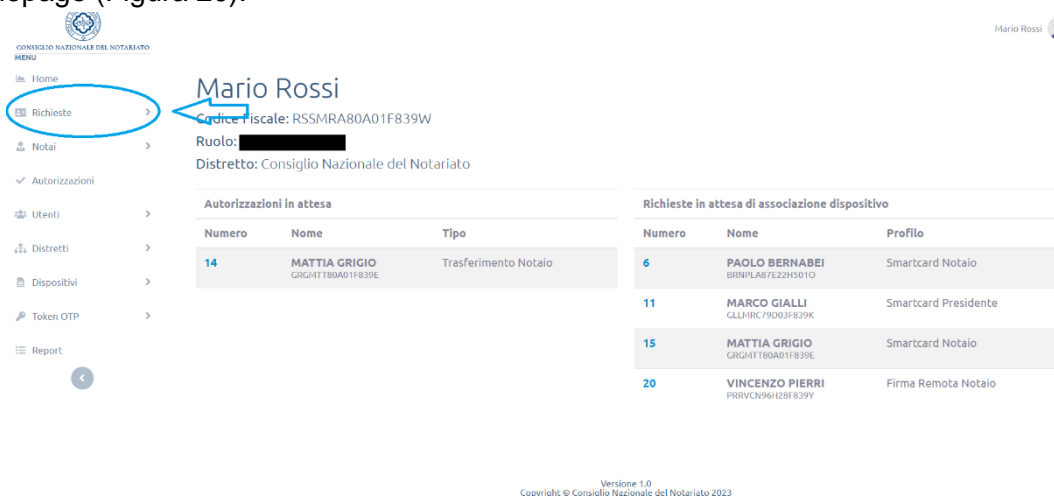 (Figura 20).
CONSIGLIO NAZIONALE DEL NOTARIATO
MENU
Home
Richieste
Notai
Autorizzazioni
Utenti
Distretti
Dispositivi
Token OTP
Report
Mario Rossi
Mario Rossi
Codice Fiscale: RSSMRA80A01F839W
Ruolo:
Distretto: Consiglio Nazionale del Notariato
Autorizzazioni in attesa
Numero Nome Tipo
14 MATTIA GRIGIO Trasferimento Notaio
GRGMTT80A01F839E
Richieste in attesa di associazione dispositivo
Numero Nome Profilo
6 PAOLO BERNABEI Smartcard Notaio
BRNPLA87E22H501O
11 MARCO GIALLI Smartcard Presidente
GLLMRC79D03F839K
15 MATTIA GRIGIO Smartcard Notaio
GRGMTT80A01F839E
20 VINCENZO PIERRI Firma Remota Notaio
PRRVCN96H28F839Y
Versione 1.0
Copyright © Consiglio Nazionale del Notariato 2023